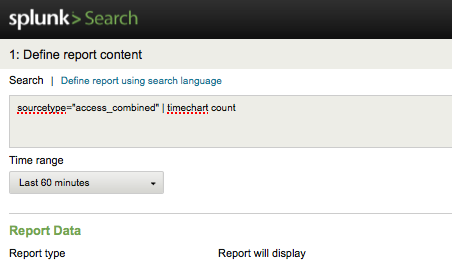 splunk> Search
1: Define report content
Search | Define report using search language
sourcetype="access_combined" | timechart count
Time range
Last 60 minutes
Report Data
Report type Report will display